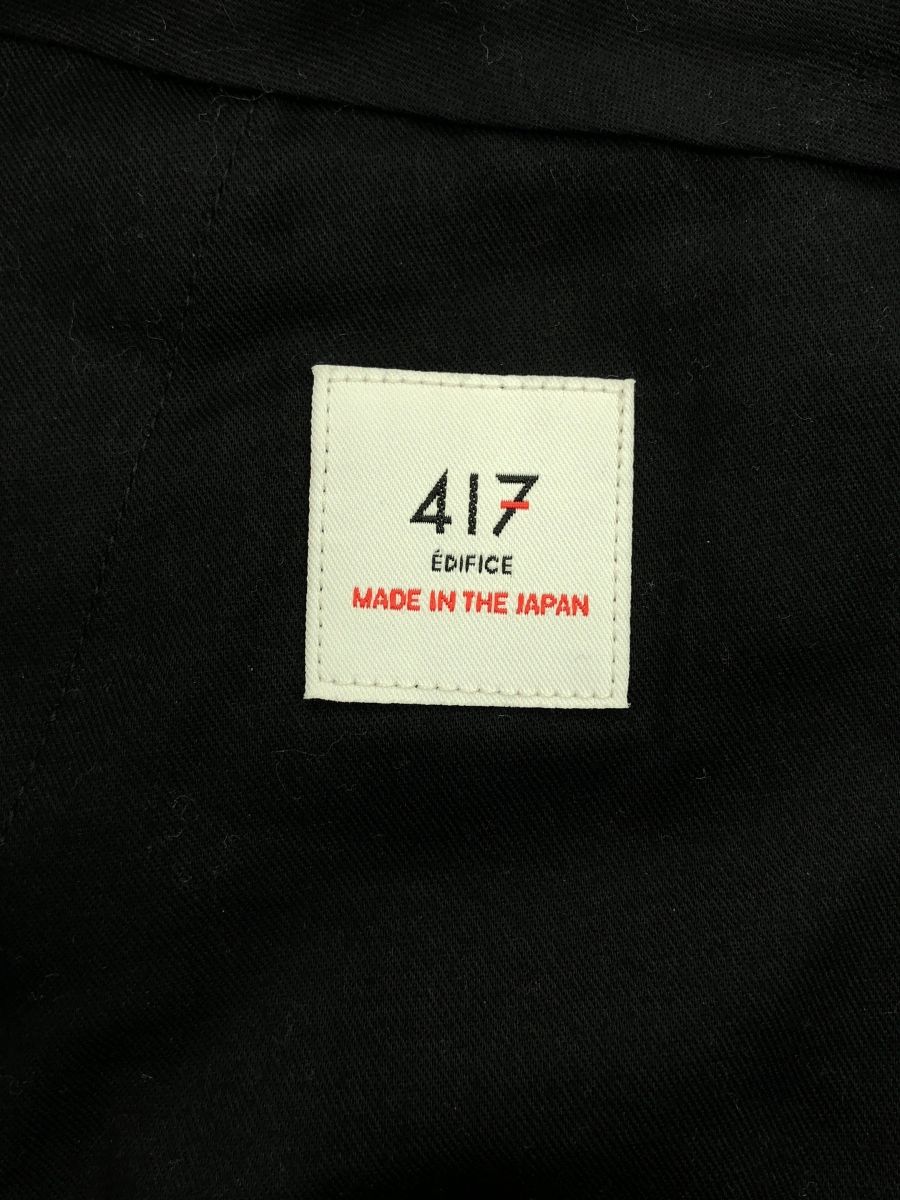 417
ÉDIFICE
MADE IN THE JAPAN